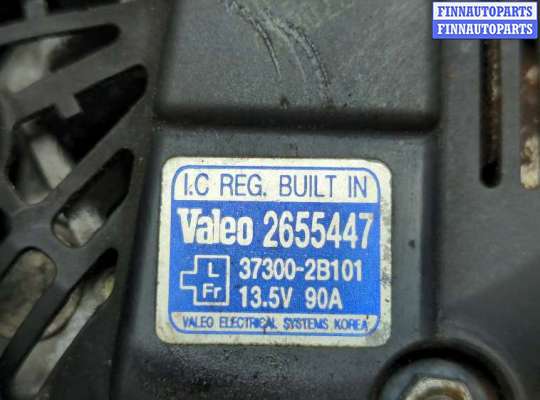 FINNAUTOPARTS
FINNAUTOPARTS
I.C REG. BUILT IN
Valeo 2655447
L 37300-2B101
Fr 13.5V 90A
VALEO ELECTRICAL SYSTEMS KOREA